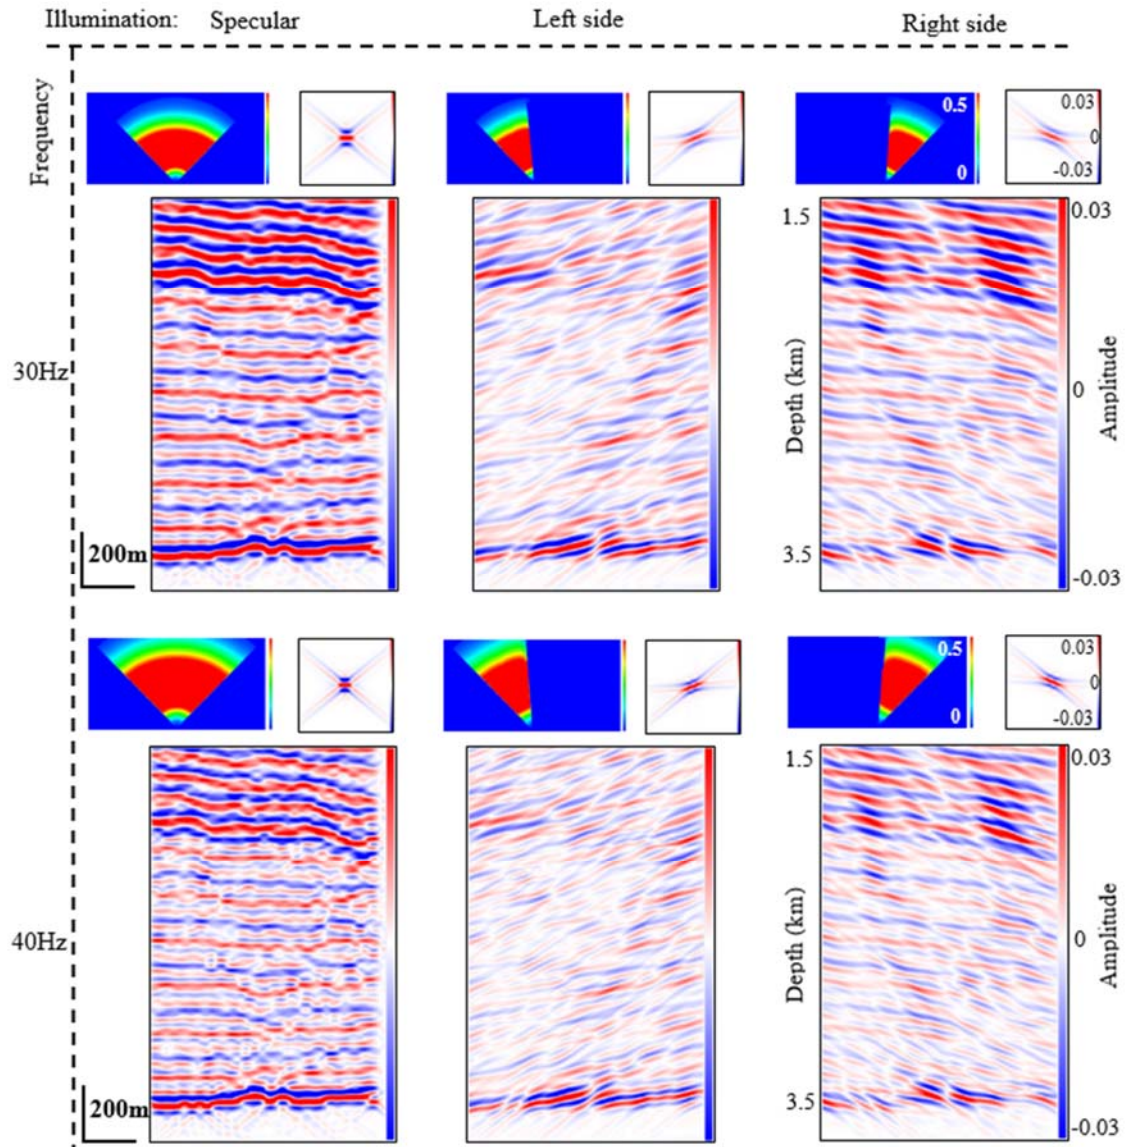 Illumination: Specular Left side Right side
Frequency
0.5
0
0.03
0
-0.03
30Hz
1.5
3.5
Depth (km)
0.03
0
-0.03
Amplitude
200m
0.5
0
0.03
0
-0.03
40Hz
1.5
3.5
Depth (km)
0.03
0
-0.03
Amplitude
200m